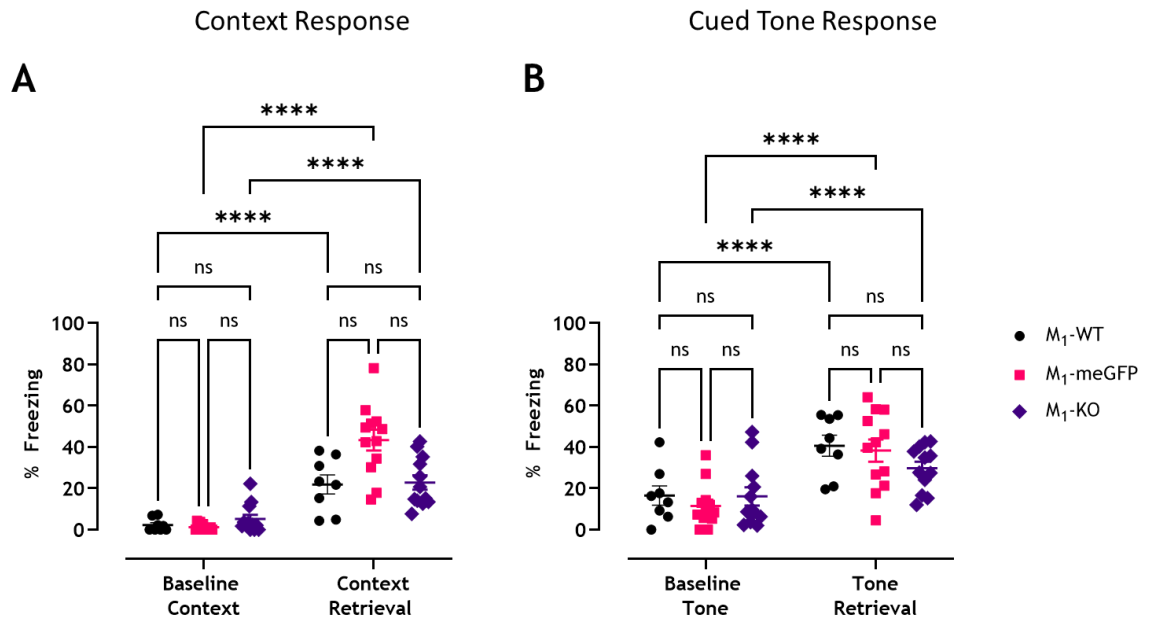 Context Response
Cued Tone Response
A
B
****
****
****
****
****
****
ns
ns
ns
ns
ns
ns
ns
ns
ns
ns
ns
ns
% Freezing
100
80
60
40
20
0
% Freezing
100
80
60
40
20
0
Baseline
Context
Context
Retrieval
Baseline
Tone
Tone
Retrieval
M₁-WT
M₁-meGFP
M₁-KO